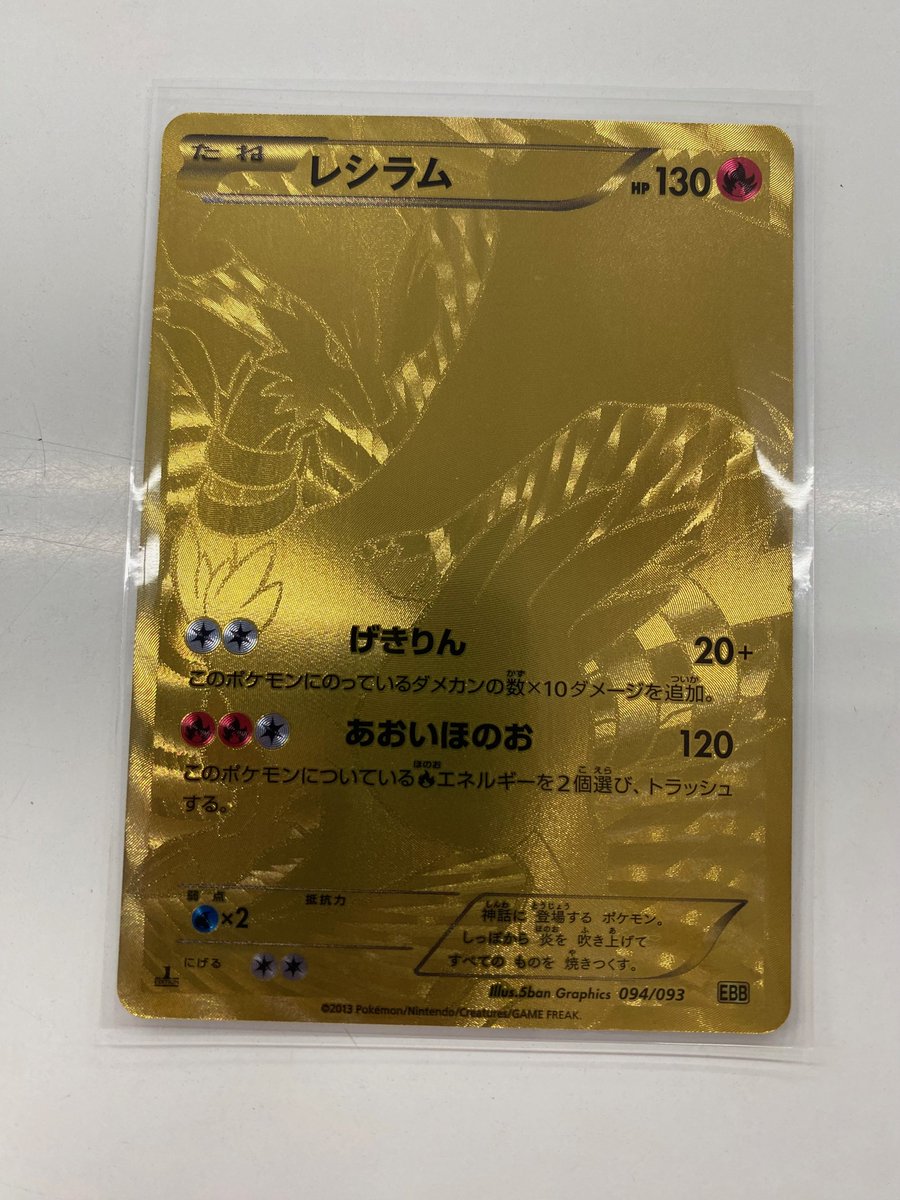 たね レシラム HP 130
げきりん 20+
このポケモンにのっているダメカンの数×10ダメージを追加。
あおいほのお 120
このポケモンについているエネルギーを2個選び、トラッシュ
する。
弱点 抵抗力
×2
にげる
神話に 登場する ポケモン。
しっぽから 炎を 吹き上げて
すべての ものを 焼きつくす。
1 EDITION
Illus.5ban Graphics 094/093 EBB
©2013 Pokémon/Nintendo/Creatures/GAME FREAK.